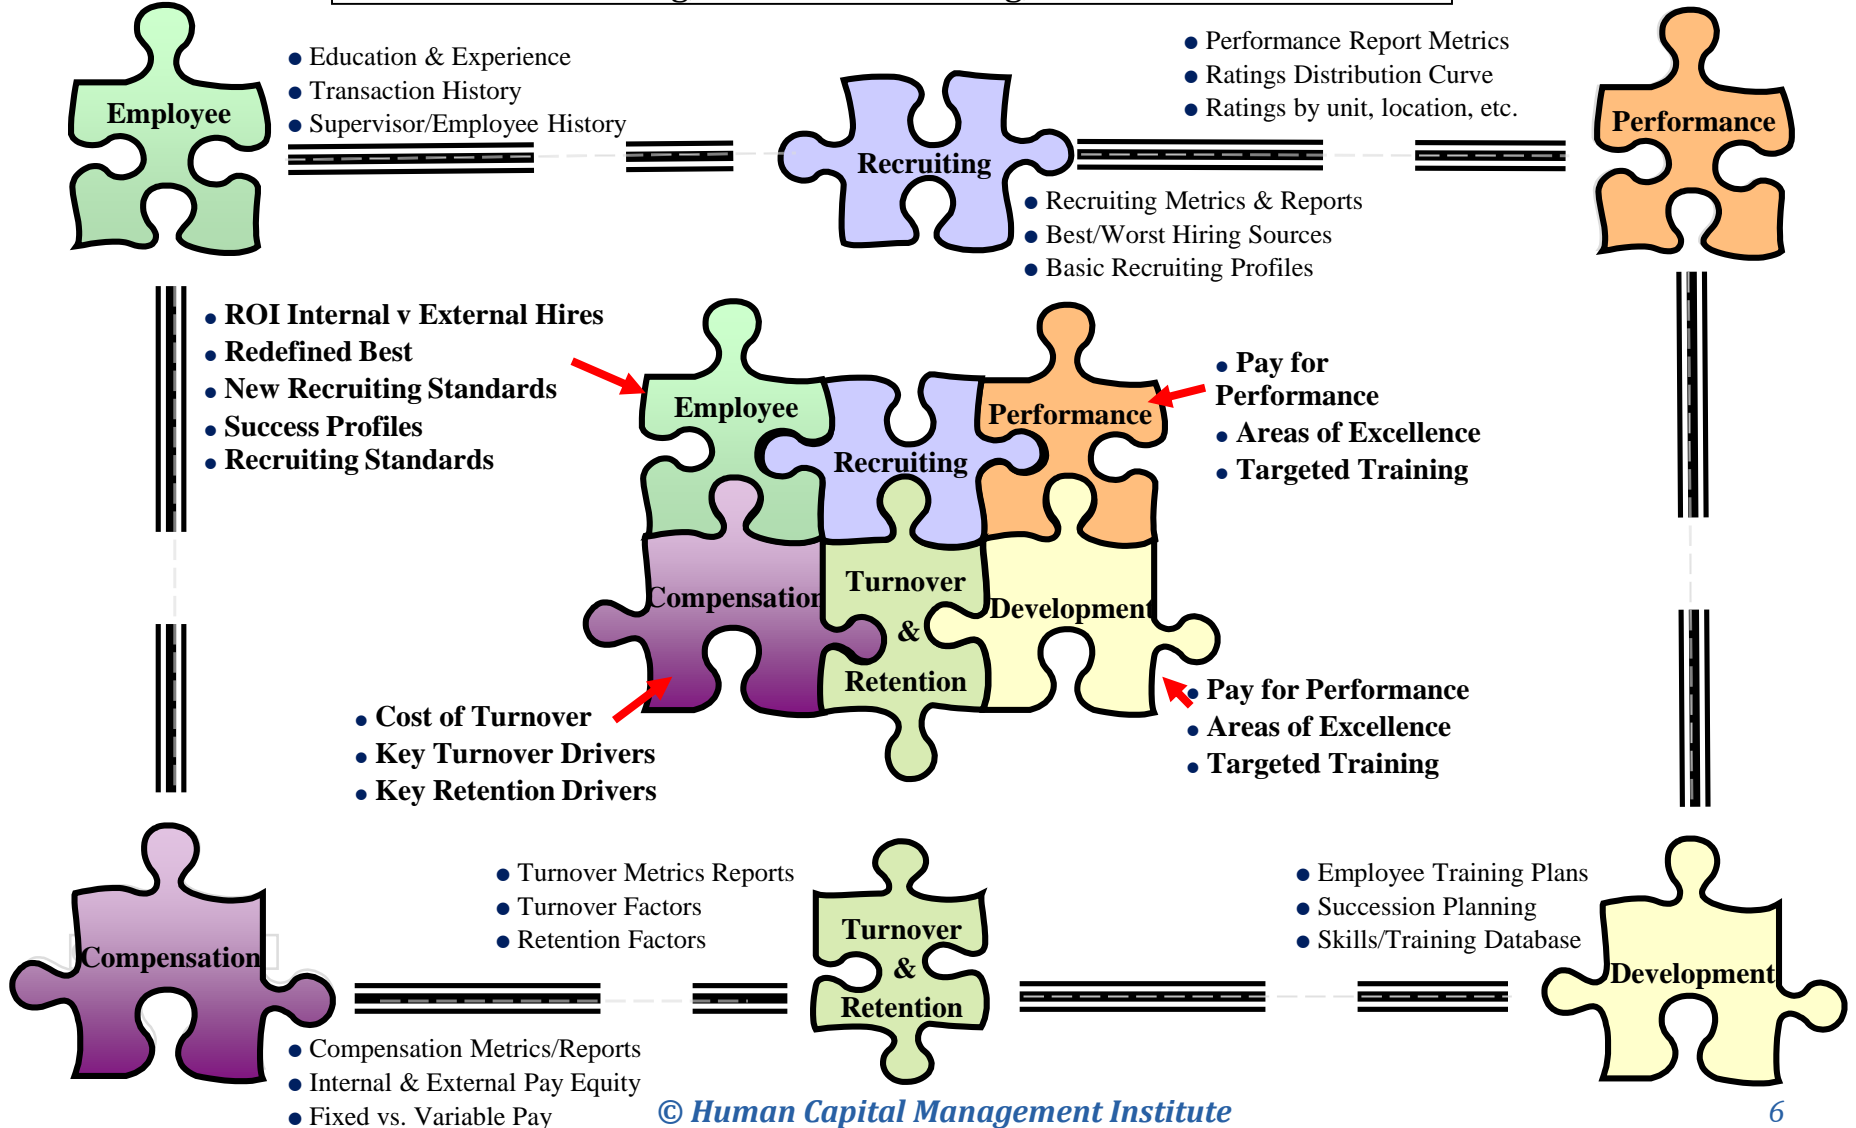 ● Education & Experience
● Transaction History
● Supervisor/Employee History
● Performance Report Metrics
● Ratings Distribution Curve
● Ratings by unit, location, etc.
Employee
Recruiting
Performance
● Recruiting Metrics & Reports
● Best/Worst Hiring Sources
● Basic Recruiting Profiles
● ROI Internal v External Hires
● Redefined Best
● New Recruiting Standards
● Success Profiles
● Recruiting Standards
Employee
Recruiting
Performance
● Pay for
Performance
● Areas of Excellence
● Targeted Training
Compensation
Turnover
&
Retention
Development
● Cost of Turnover
● Key Turnover Drivers
● Key Retention Drivers
● Pay for Performance
● Areas of Excellence
● Targeted Training
● Turnover Metrics Reports
● Turnover Factors
● Retention Factors
● Employee Training Plans
● Succession Planning
● Skills/Training Database
Compensation
Turnover
&
Retention
Development
● Compensation Metrics/Reports
● Internal & External Pay Equity
● Fixed vs. Variable Pay
© Human Capital Management Institute
6